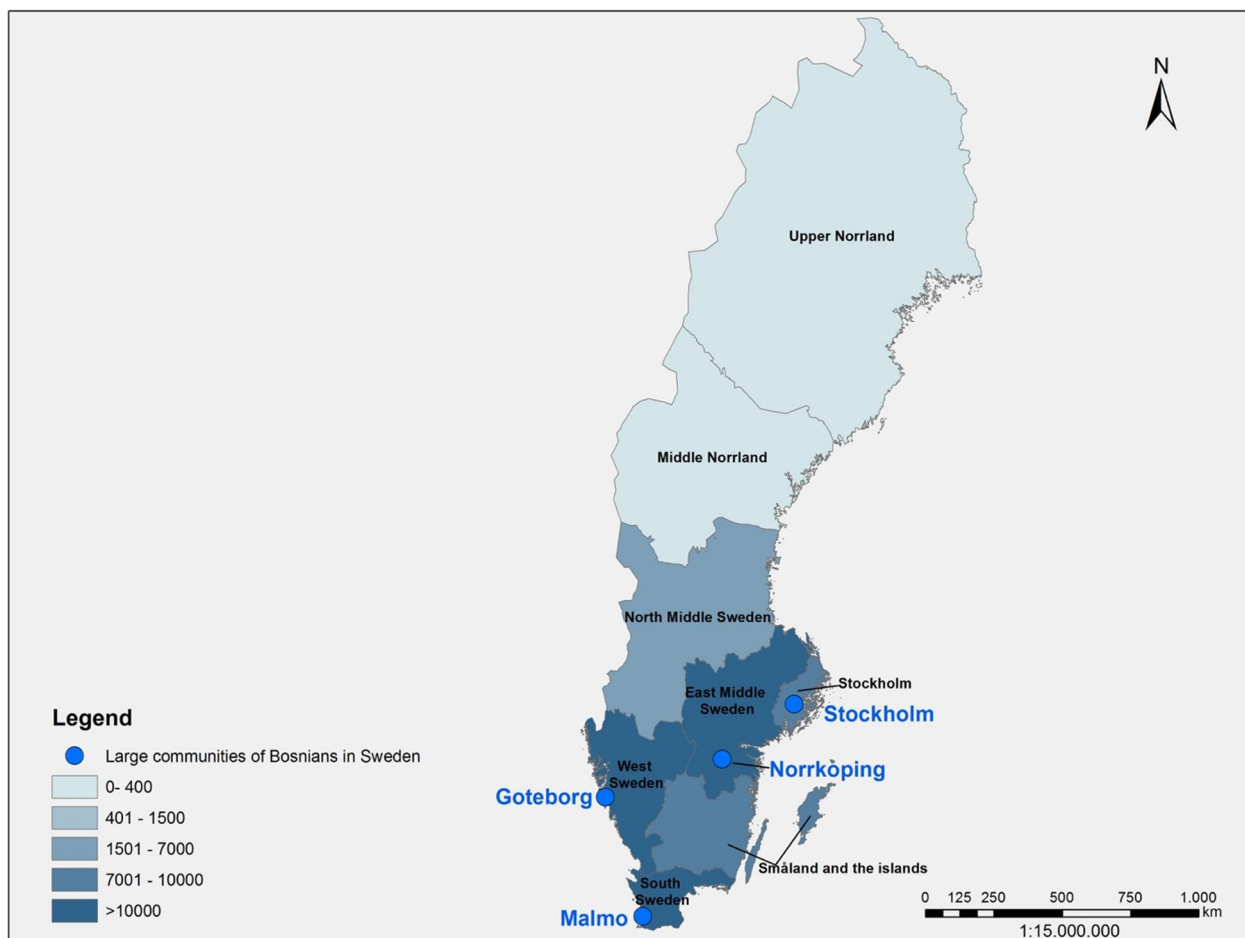 N
Upper Norrland
Middle Norrland
North Middle Sweden
East Middle
Sweden
Stockholm
Stockholm
West
Sweden
Norrköping
Goteborg
Småland and the islands
South
Sweden
Malmo
Legend
Large communities of Bosnians in Sweden
0- 400
401 - 1500
1501 - 7000
7001 - 10000
>10000
0 125 250 500 750 1.000
km
1:15.000.000